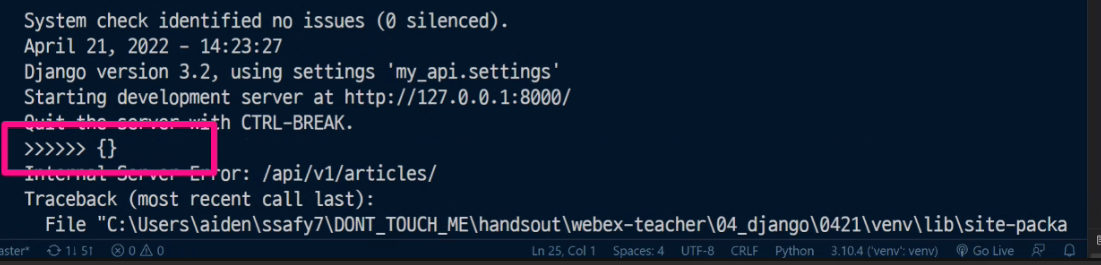 System check identified no issues (0 silenced).
April 21, 2022 - 14:23:27
Django version 3.2, using settings 'my_api.settings'
Starting development server at http://127.0.0.1:8000/
Quit the server with CTRL-BREAK.
>>>>>> {}
Internal Server Error: /api/v1/articles/
Traceback (most recent call last):
  File "C:\Users\aiden\ssafy7\DONT_TOUCH_ME\handsout\webex-teacher\04_django\0421\venv\lib\site-packa
aster* 1↓ 5↑ 0 0 Ln 25, Col 1 Spaces: 4 UTF-8 CRLF Python 3.10.4 ('venv': venv) Go Live